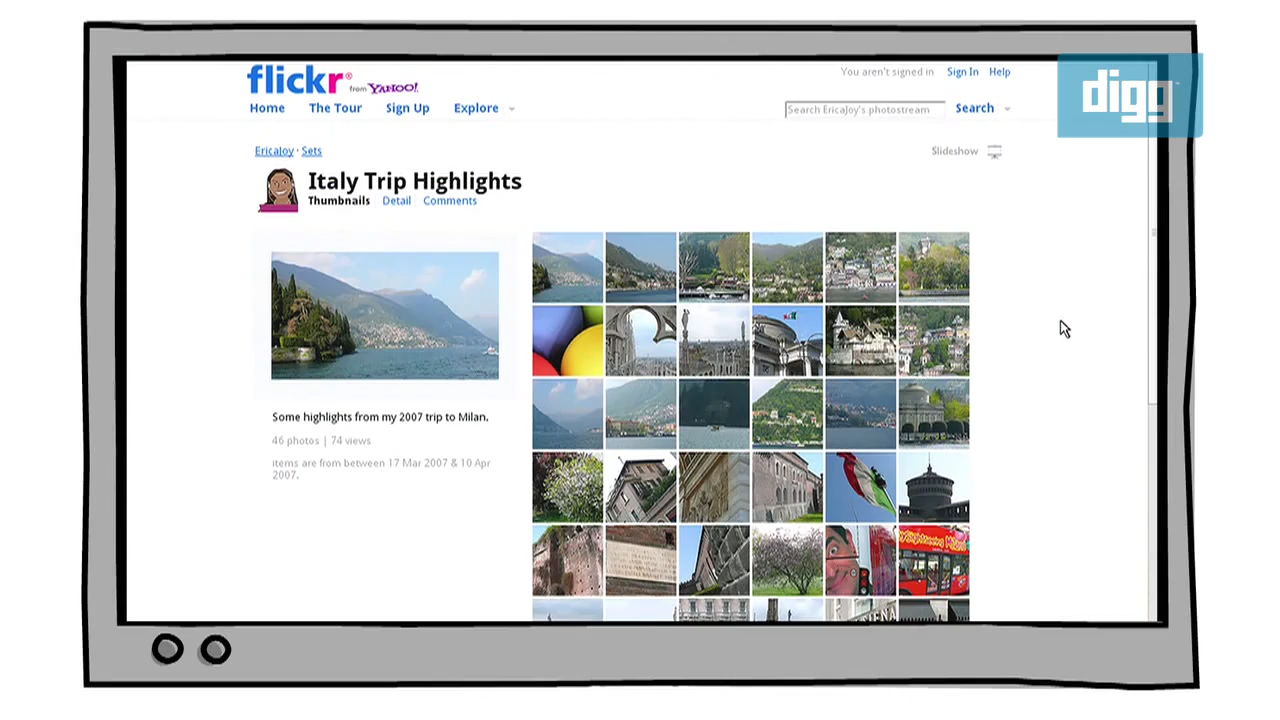 flickr® from YAHOO!
You aren't signed in Sign In Help
digg™
Home The Tour Sign Up Explore
Search EricaJoy's photostream Search
EricaJoy · Sets
Slideshow
Italy Trip Highlights
Thumbnails Detail Comments
Some highlights from my 2007 trip to Milan.
46 photos | 74 views
items are from between 17 Mar 2007 & 10 Apr
2007.